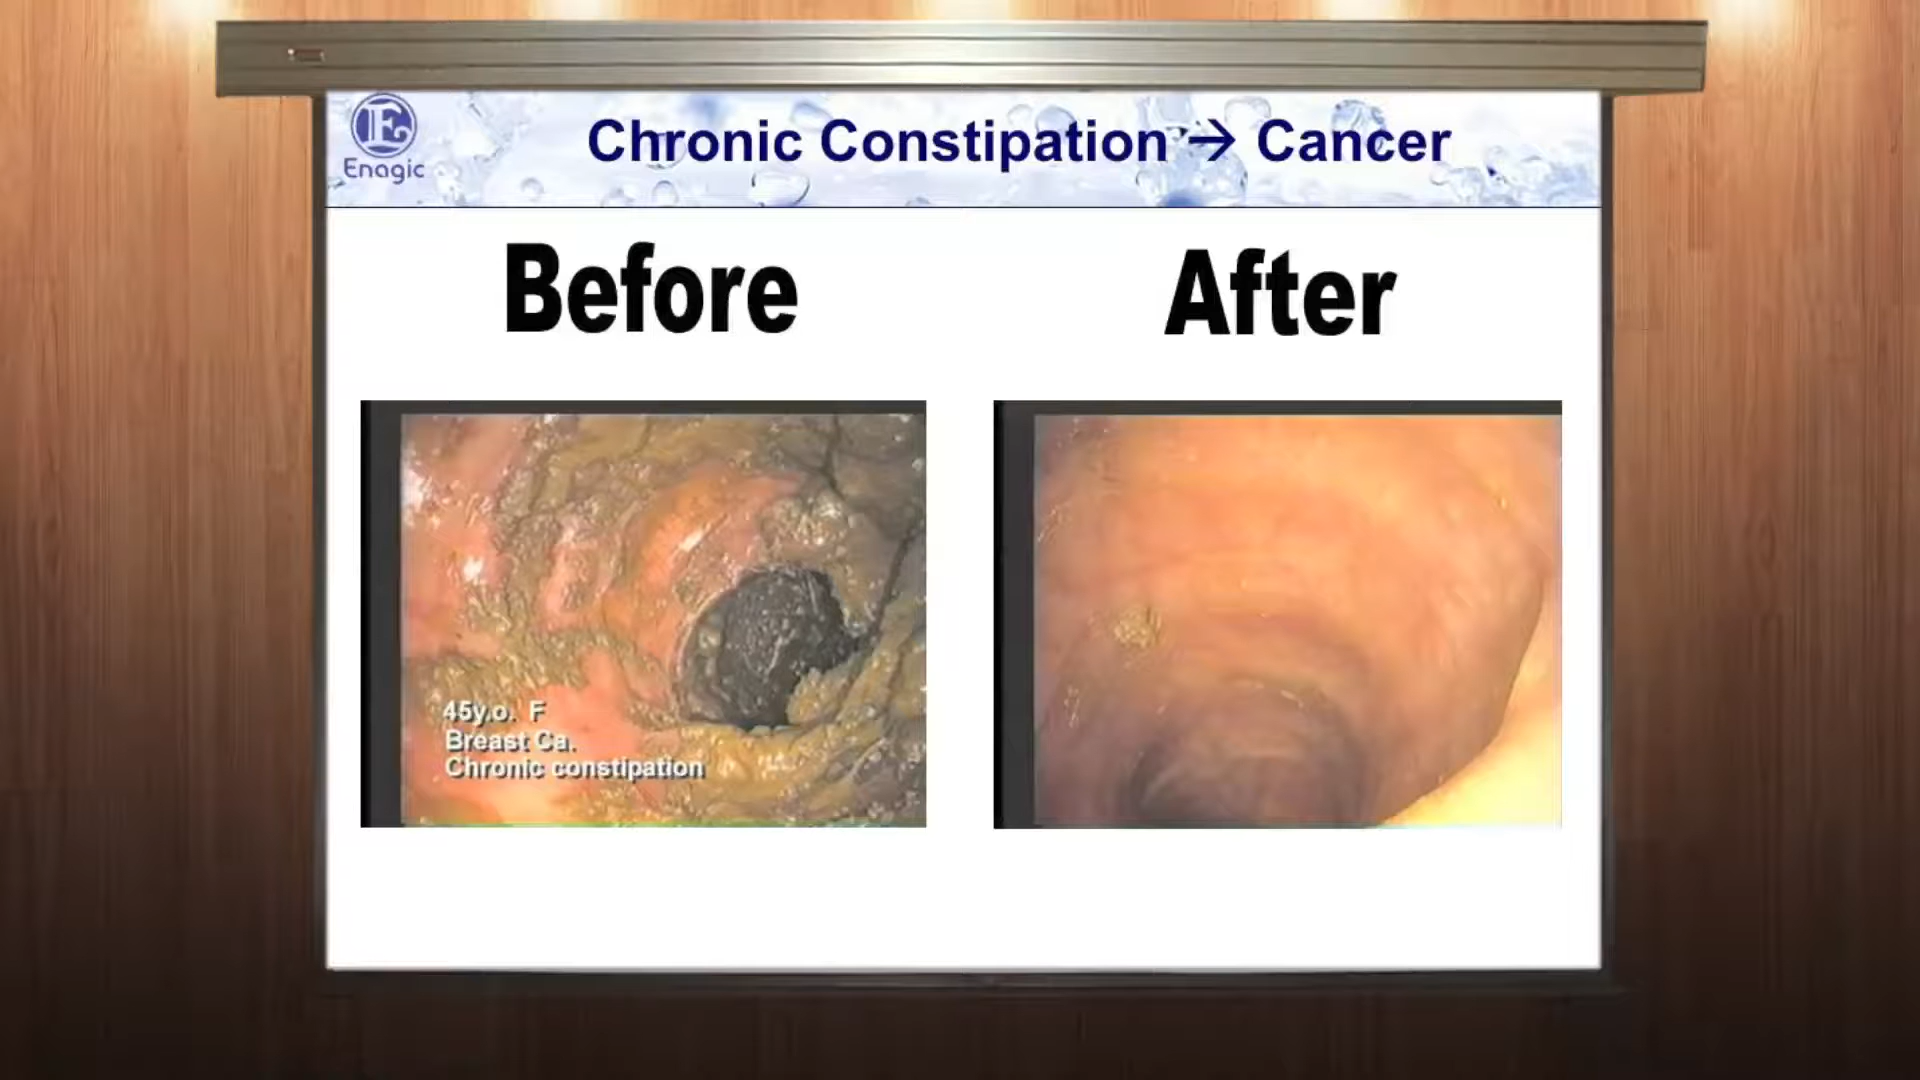 Enagic
Chronic Constipation → Cancer
Before
After
45y.o. F
Breast Ca.
Chronic constipation